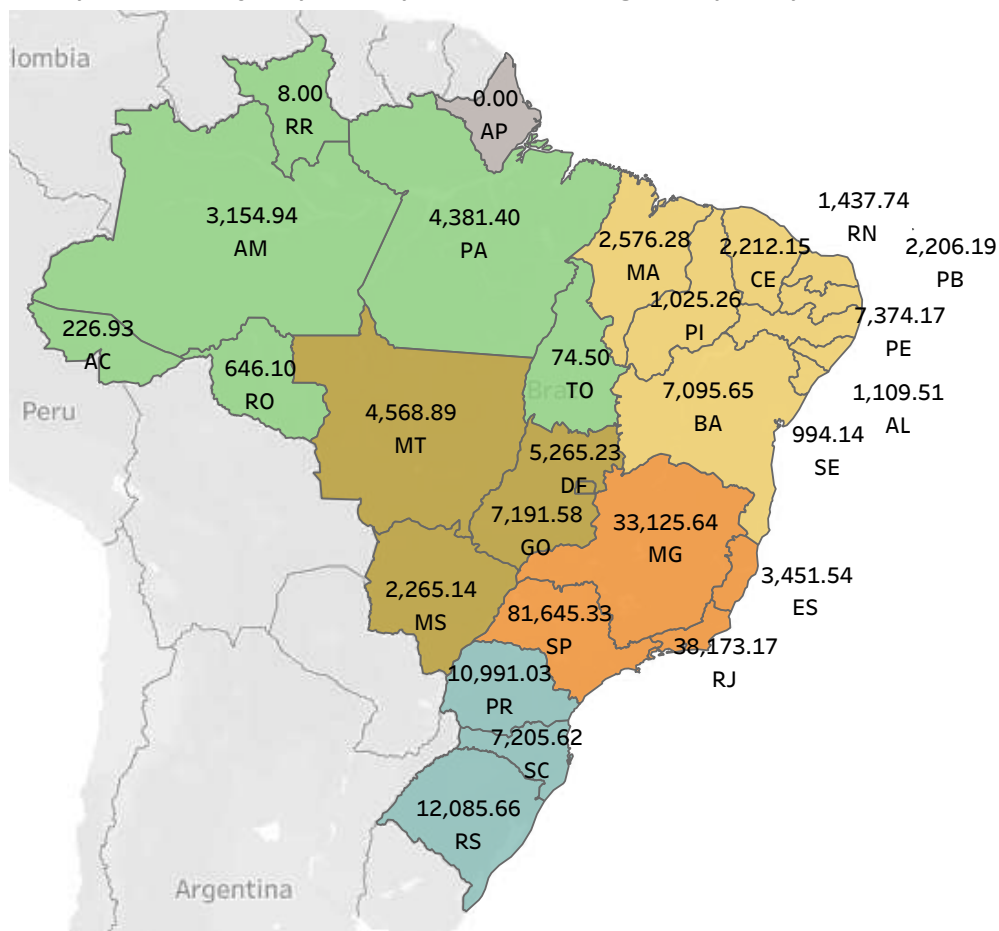 lombia
8.00
RR
0.00
AP
3,154.94
AM
4,381.40
PA
2,576.28
MA
2,212.15
CE
1,437.74
RN
2,206.19
PB
1,025.26
PI
7,374.17
PE
226.93
AC
646.10
RO
74.50
TO
Peru
4,568.89
MT
7,095.65
BA
1,109.51
AL
994.14
SE
5,265.23
DF
7,191.58
GO
33,125.64
MG
3,451.54
ES
2,265.14
MS
81,645.33
SP
38,173.17
RJ
10,991.03
PR
7,205.62
SC
12,085.66
RS
Argentina